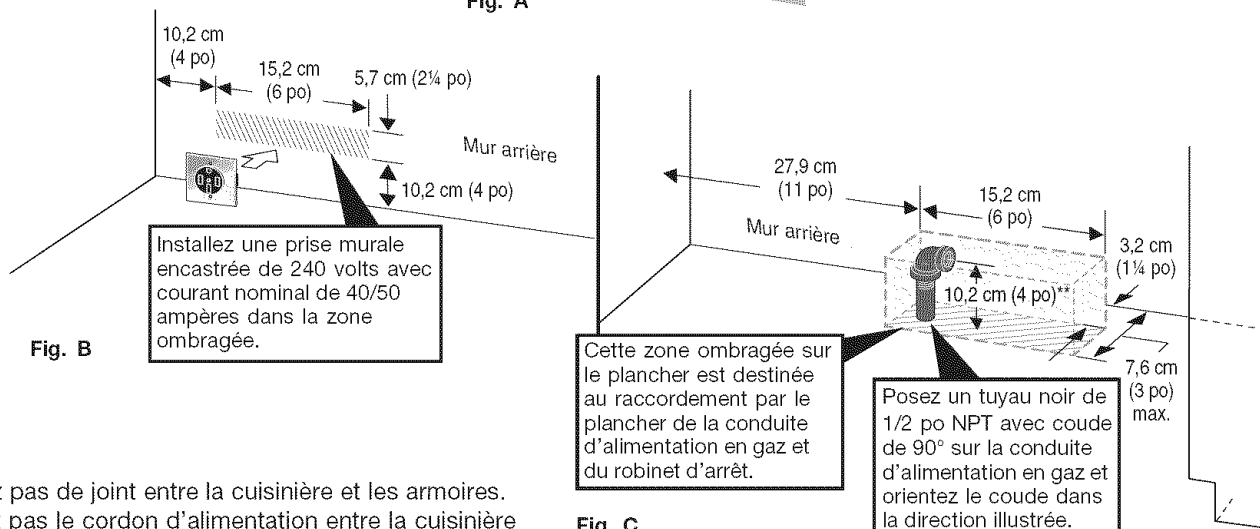 Fig. A
10,2 cm
(4 po)
15,2 cm
(6 po)
5,7 cm (2¼ po)
Mur arrière
10,2 cm (4 po)
Installez une prise murale
encastrée de 240 volts avec
courant nominal de 40/50
ampères dans la zone
ombragée.
Fig. B
27,9 cm
(11 po)
15,2 cm
(6 po)
Mur arrière
3,2 cm
(1¼ po)
10,2 cm (4 po)**
7,6 cm
(3 po)
max.
Cette zone ombragée sur
le plancher est destinée
au raccordement par le
plancher de la conduite
d'alimentation en gaz et
du robinet d'arrêt.
Posez un tuyau noir de
1/2 po NPT avec coude
de 90° sur la conduite
d'alimentation en gaz et
orientez le coude dans
la direction illustrée.
Fig. C
z pas de joint entre la cuisinière et les armoires.
z pas le cordon d'alimentation entre la cuisinière